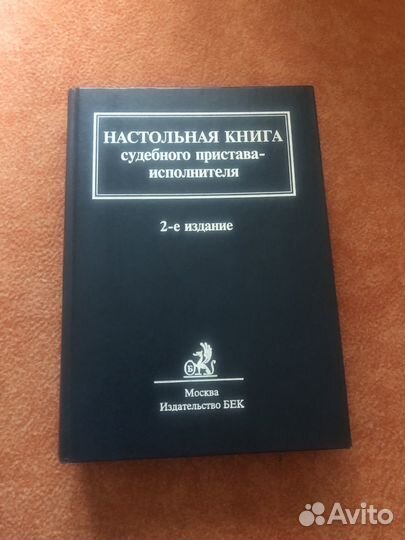 НАСТОЛЬНАЯ КНИГА
судебного пристава-
исполнителя
2-е издание
Б
Москва
Издательство БЕК
Avito